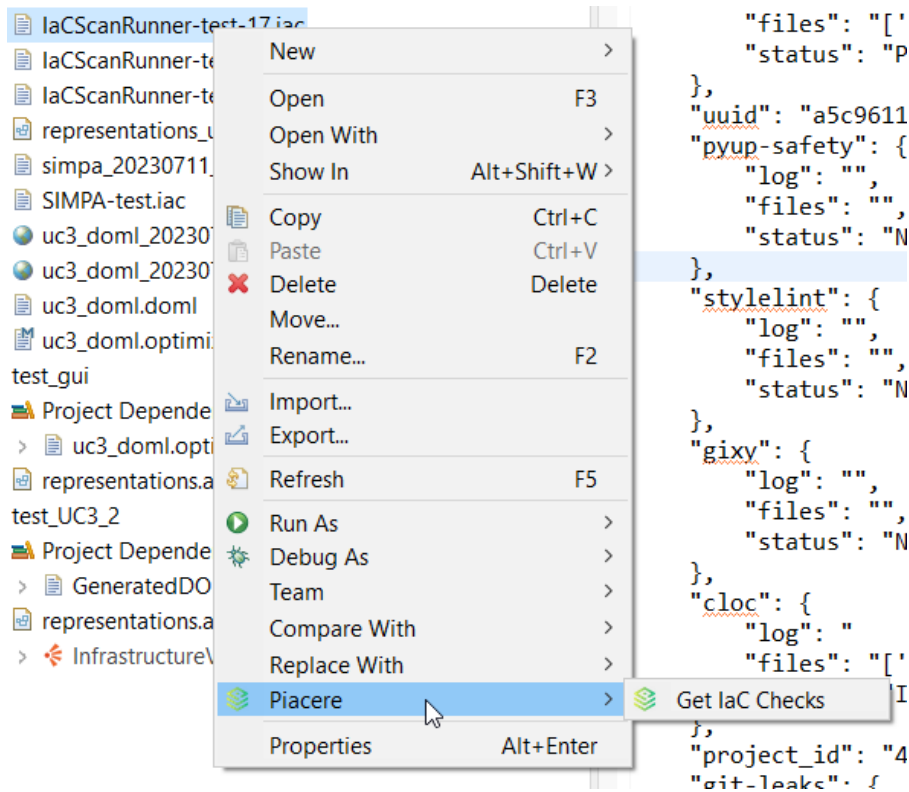 IaCScanRunner-test-17.iac
IaCScanRunner-te
IaCScanRunner-te
representations_u
simpa_20230711_
SIMPA-test.iac
uc3_doml_20230
uc3_doml_20230
uc3_doml.doml
uc3_doml.optimi
test_gui
Project Depende
uc3_doml.opti
representations.a
test_UC3_2
Project Depende
GeneratedDO
representations.a
InfrastructureV
New
Open F3
Open With
Show In Alt+Shift+W
Copy Ctrl+C
Paste Ctrl+V
Delete Delete
Move...
Rename... F2
Import...
Export...
Refresh F5
Run As
Debug As
Team
Compare With
Replace With
Piacere
Properties Alt+Enter
Get IaC Checks
"files": "['
"status": "P
},
"uuid": "a5c9611
"pyup-safety": {
"log": "",
"files": "",
"status": "N
},
"stylelint": {
"log": "",
"files": "",
"status": "N
},
"gixy": {
"log": "",
"files": "",
"status": "N
},
"cloc": {
"log": "
"files": "['
"I
},
"project_id": "4
"git-leaks": {